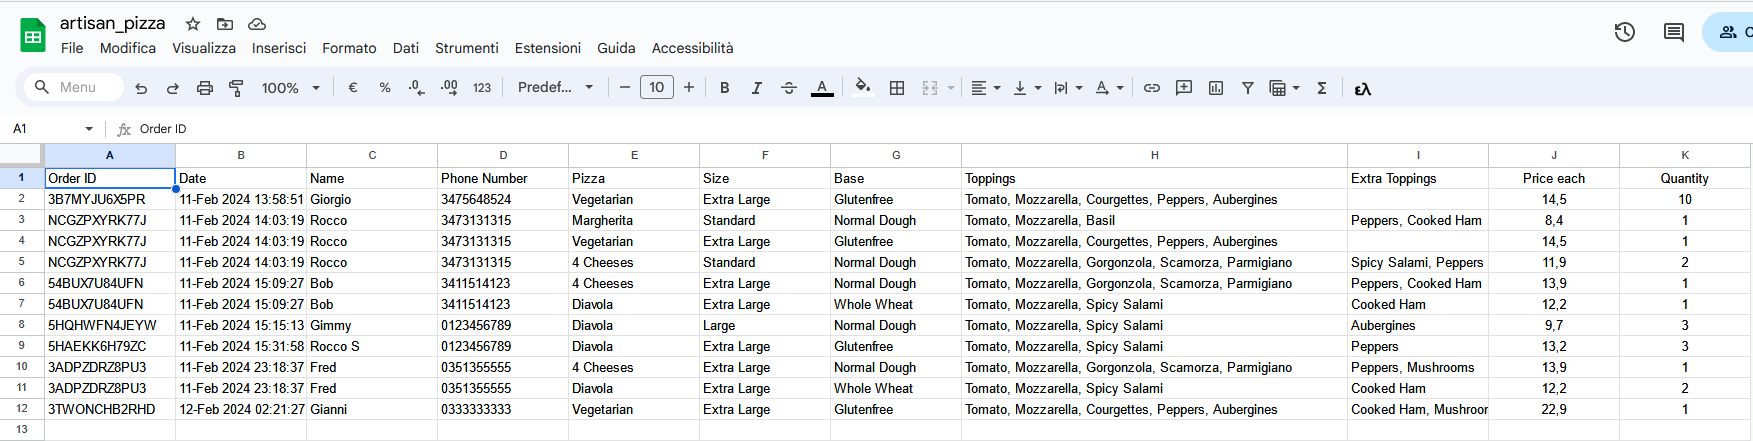 artisan_pizza
File Modifica Visualizza Inserisci Formato Dati Strumenti Estensioni Guida Accessibilità
Menu 100% € % .0 .00 123 Predef... − 10 + B I S A Σ ελ
A1 fx Order ID
A B C D E F G H I J K
1 Order ID Date Name Phone Number Pizza Size Base Toppings Extra Toppings Price each Quantity
2 3B7MYJU6X5PR 11-Feb 2024 13:58:51 Giorgio 3475648524 Vegetarian Extra Large Glutenfree Tomato, Mozzarella, Courgettes, Peppers, Aubergines 14,5 10
3 NCGZPXYRK77J 11-Feb 2024 14:03:19 Rocco 3473131315 Margherita Standard Normal Dough Tomato, Mozzarella, Basil Peppers, Cooked Ham 8,4 1
4 NCGZPXYRK77J 11-Feb 2024 14:03:19 Rocco 3473131315 Vegetarian Extra Large Glutenfree Tomato, Mozzarella, Courgettes, Peppers, Aubergines 14,5 1
5 NCGZPXYRK77J 11-Feb 2024 14:03:19 Rocco 3473131315 4 Cheeses Standard Normal Dough Tomato, Mozzarella, Gorgonzola, Scamorza, Parmigiano Spicy Salami, Peppers 11,9 2
6 54BUX7U84UFN 11-Feb 2024 15:09:27 Bob 3411514123 4 Cheeses Extra Large Normal Dough Tomato, Mozzarella, Gorgonzola, Scamorza, Parmigiano Peppers, Cooked Ham 13,9 1
7 54BUX7U84UFN 11-Feb 2024 15:09:27 Bob 3411514123 Diavola Extra Large Whole Wheat Tomato, Mozzarella, Spicy Salami Cooked Ham 12,2 1
8 5HQHWFN4JEYW 11-Feb 2024 15:15:13 Gimmy 0123456789 Diavola Large Normal Dough Tomato, Mozzarella, Spicy Salami Aubergines 9,7 3
9 5HAEKK6H79ZC 11-Feb 2024 15:31:58 Rocco S 0123456789 Diavola Extra Large Glutenfree Tomato, Mozzarella, Spicy Salami Peppers 13,2 3
10 3ADPZDRZ8PU3 11-Feb 2024 23:18:37 Fred 0351355555 4 Cheeses Extra Large Normal Dough Tomato, Mozzarella, Gorgonzola, Scamorza, Parmigiano Peppers, Mushrooms 13,9 1
11 3ADPZDRZ8PU3 11-Feb 2024 23:18:37 Fred 0351355555 Diavola Extra Large Whole Wheat Tomato, Mozzarella, Spicy Salami Cooked Ham 12,2 2
12 3TWONCHB2RHD 12-Feb 2024 02:21:27 Gianni 0333333333 Vegetarian Extra Large Glutenfree Tomato, Mozzarella, Courgettes, Peppers, Aubergines Cooked Ham, Mushroo 22,9 1
13